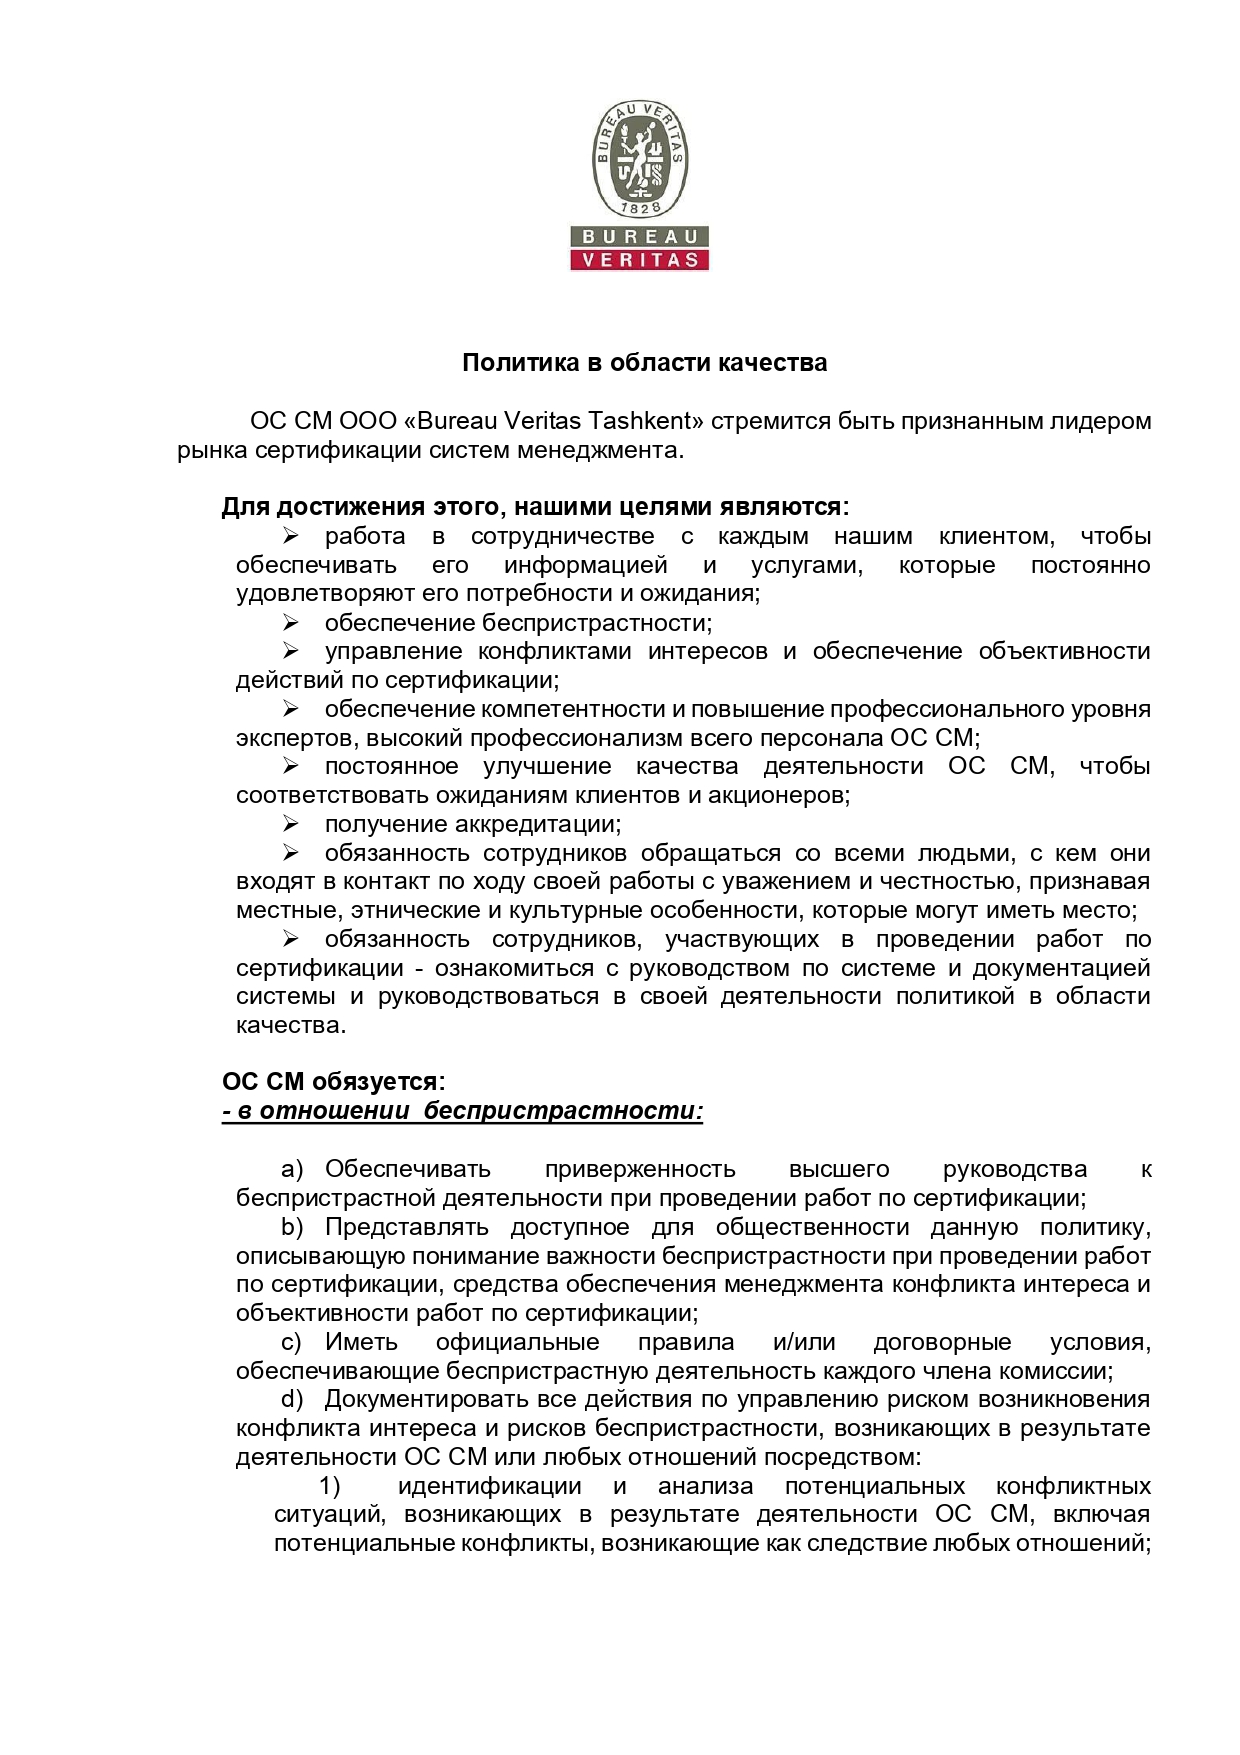 BUREAU VERITAS
1828
BUREAU
VERITAS
Политика в области качества
ОС СМ ООО «Bureau Veritas Tashkent» стремится быть признанным лидером
рынка сертификации систем менеджмента.
Для достижения этого, нашими целями являются:
➢ работа в сотрудничестве с каждым нашим клиентом, чтобы
обеспечивать его информацией и услугами, которые постоянно
удовлетворяют его потребности и ожидания;
➢ обеспечение беспристрастности;
➢ управление конфликтами интересов и обеспечение объективности
действий по сертификации;
➢ обеспечение компетентности и повышение профессионального уровня
экспертов, высокий профессионализм всего персонала ОС СМ;
➢ постоянное улучшение качества деятельности ОС СМ, чтобы
соответствовать ожиданиям клиентов и акционеров;
➢ получение аккредитации;
➢ обязанность сотрудников обращаться со всеми людьми, с кем они
входят в контакт по ходу своей работы с уважением и честностью, признавая
местные, этнические и культурные особенности, которые могут иметь место;
➢ обязанность сотрудников, участвующих в проведении работ по
сертификации - ознакомиться с руководством по системе и документацией
системы и руководствоваться в своей деятельности политикой в области
качества.
ОС СМ обязуется:
- в отношении беспристрастности:
a) Обеспечивать приверженность высшего руководства к
беспристрастной деятельности при проведении работ по сертификации;
b) Представлять доступное для общественности данную политику,
описывающую понимание важности беспристрастности при проведении работ
по сертификации, средства обеспечения менеджмента конфликта интереса и
объективности работ по сертификации;
c) Иметь официальные правила и/или договорные условия,
обеспечивающие беспристрастную деятельность каждого члена комиссии;
d) Документировать все действия по управлению риском возникновения
конфликта интереса и рисков беспристрастности, возникающих в результате
деятельности ОС СМ или любых отношений посредством:
1) идентификации и анализа потенциальных конфликтных
ситуаций, возникающих в результате деятельности ОС СМ, включая
потенциальные конфликты, возникающие как следствие любых отношений;